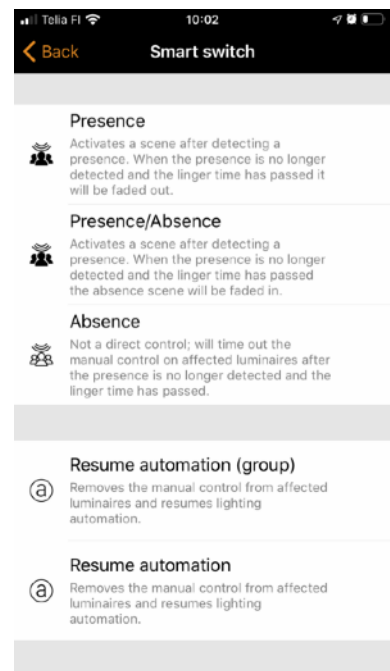 Telia FI 10:02
Back Smart switch
Presence
Activates a scene after detecting a
presence. When the presence is no longer
detected and the linger time has passed it
will be faded out.
Presence/Absence
Activates a scene after detecting a
presence. When the presence is no longer
detected and the linger time has passed
the absence scene will be faded in.
Absence
Not a direct control; will time out the
manual control on affected luminaires after
the presence is no longer detected and the
linger time has passed.
Resume automation (group)
a
Removes the manual control from affected
luminaires and resumes lighting
automation.
Resume automation
a
Removes the manual control from affected
luminaires and resumes lighting
automation.